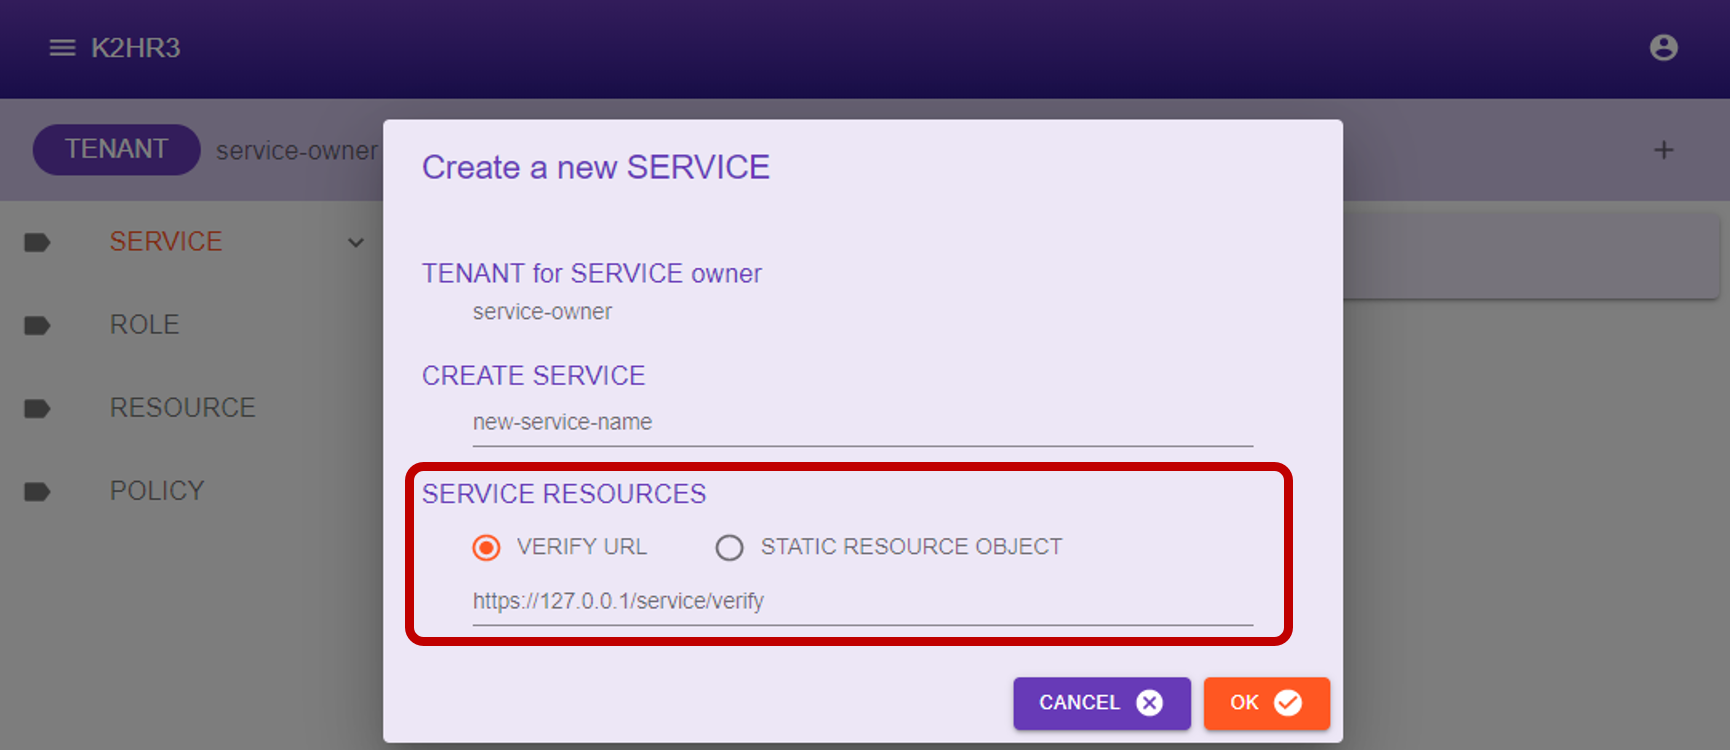 K2HR3
TENANT service-owner
SERVICE
ROLE
RESOURCE
POLICY
Create a new SERVICE
TENANT for SERVICE owner
service-owner
CREATE SERVICE
new-service-name
SERVICE RESOURCES
VERIFY URL STATIC RESOURCE OBJECT
https://127.0.0.1/service/verify
CANCEL OK